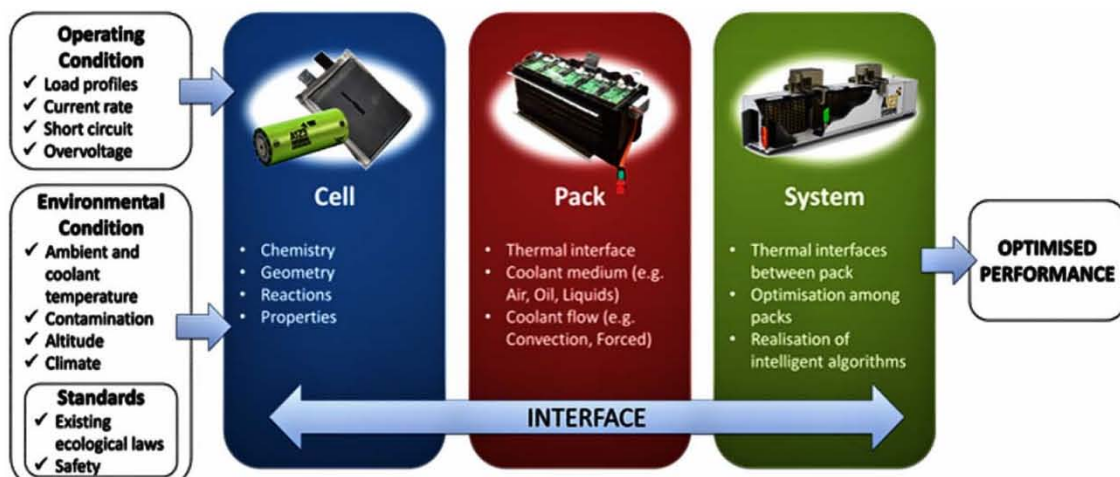 Operating
Condition
✓ Load profiles
✓ Current rate
✓ Short circuit
✓ Overvoltage
Environmental
Condition
✓ Ambient and
coolant
temperature
✓ Contamination
✓ Altitude
✓ Climate
Standards
✓ Existing
ecological laws
✓ Safety
Cell
• Chemistry
• Geometry
• Reactions
• Properties
Pack
• Thermal interface
• Coolant medium (e.g.
Air, Oil, Liquids)
• Coolant flow (e.g.
Convection, Forced)
System
• Thermal interfaces
between pack
• Optimisation among
packs
• Realisation of
intelligent algorithms
INTERFACE
OPTIMISED
PERFORMANCE